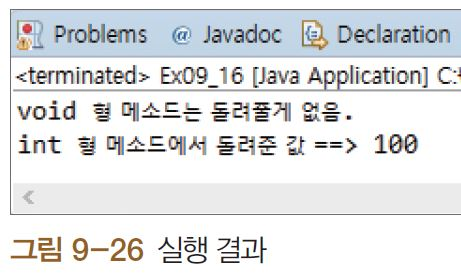 Problems @ Javadoc Declaration
<terminated> Ex09_16 [Java Application] C:
void 형 메소드는 돌려줄게 없음.
int 형 메소드에서 돌려준 값 ==> 100
그림 9-26 실행 결과